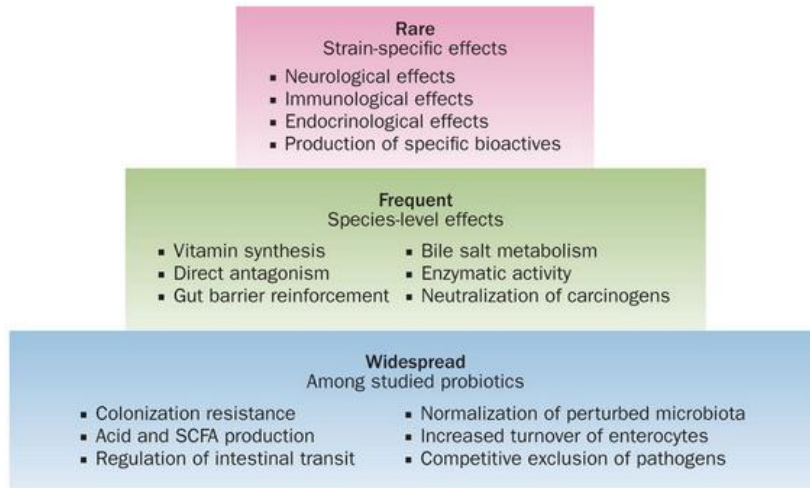 Rare
Strain-specific effects
▪ Neurological effects
▪ Immunological effects
▪ Endocrinological effects
▪ Production of specific bioactives
Frequent
Species-level effects
▪ Vitamin synthesis
▪ Direct antagonism
▪ Gut barrier reinforcement
▪ Bile salt metabolism
▪ Enzymatic activity
▪ Neutralization of carcinogens
Widespread
Among studied probiotics
▪ Colonization resistance
▪ Acid and SCFA production
▪ Regulation of intestinal transit
▪ Normalization of perturbed microbiota
▪ Increased turnover of enterocytes
▪ Competitive exclusion of pathogens